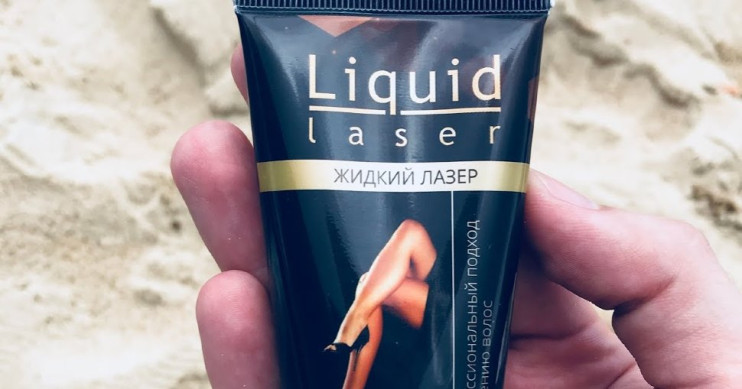 Liquid
laser
ЖИДКИЙ ЛАЗЕР
подход
волос